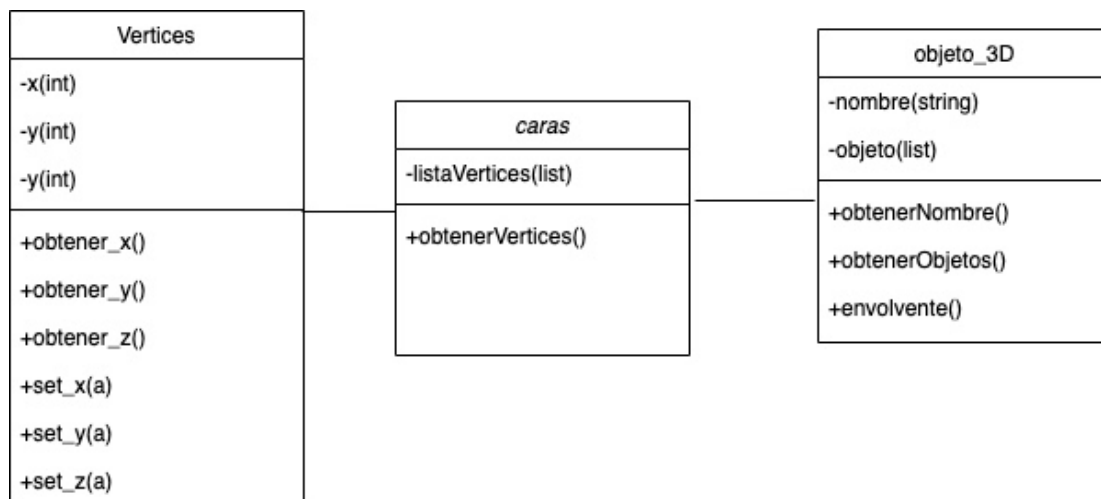 Vertices
-x(int)
-y(int)
-y(int)
+obtener_x()
+obtener_y()
+obtener_z()
+set_x(a)
+set_y(a)
+set_z(a)
caras
-listaVertices(list)
+obtenerVertices()
objeto_3D
-nombre(string)
-objeto(list)
+obtenerNombre()
+obtenerObjetos()
+envolvente()